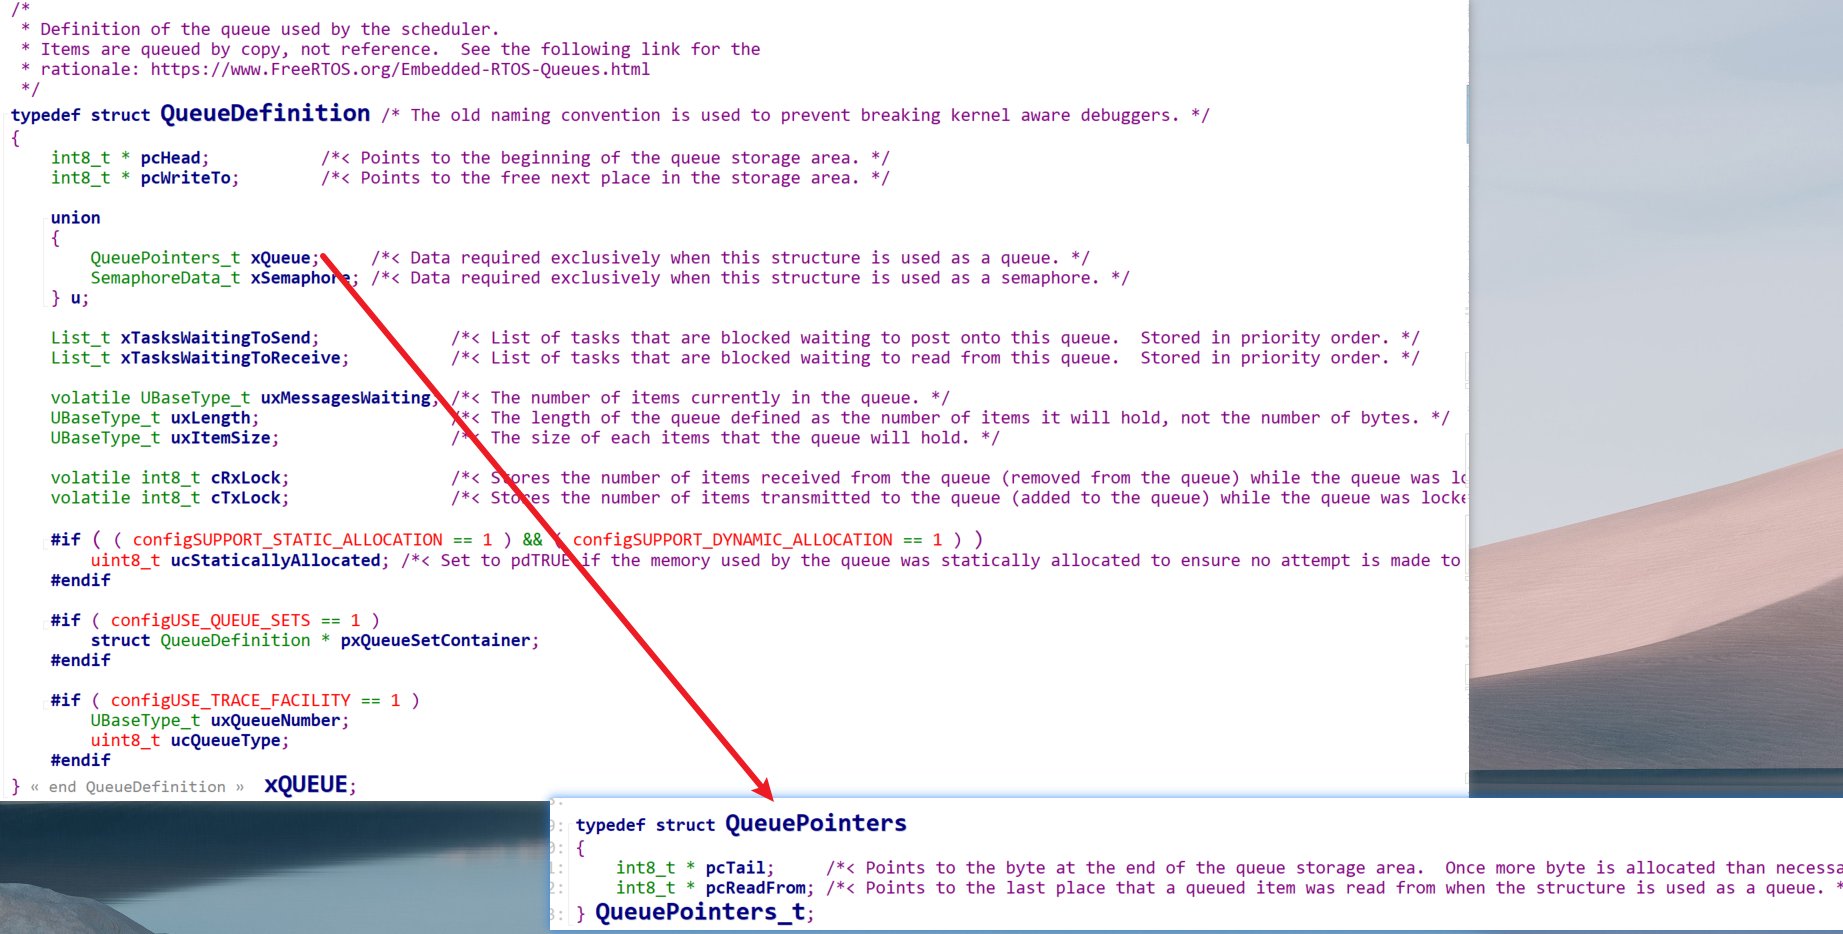 /*
 * Definition of the queue used by the scheduler.
 * Items are queued by copy, not reference.  See the following link for the
 * rationale: https://www.FreeRTOS.org/Embedded-RTOS-Queues.html
 */
typedef struct QueueDefinition /* The old naming convention is used to prevent breaking kernel aware debuggers. */
{
    int8_t * pcHead;           /*< Points to the beginning of the queue storage area. */
    int8_t * pcWriteTo;        /*< Points to the free next place in the storage area. */
    union
    {
        QueuePointers_t xQueue;     /*< Data required exclusively when this structure is used as a queue. */
        SemaphoreData_t xSemaphore; /*< Data required exclusively when this structure is used as a semaphore. */
    } u;
    List_t xTasksWaitingToSend;             /*< List of tasks that are blocked waiting to post onto this queue.  Stored in priority order. */
    List_t xTasksWaitingToReceive;          /*< List of tasks that are blocked waiting to read from this queue.  Stored in priority order. */
    volatile UBaseType_t uxMessagesWaiting; /*< The number of items currently in the queue. */
    UBaseType_t uxLength;                   /*< The length of the queue defined as the number of items it will hold, not the number of bytes. */
    UBaseType_t uxItemSize;                 /*< The size of each items that the queue will hold. */
    volatile int8_t cRxLock;                /*< Stores the number of items received from the queue (removed from the queue) while the queue was lo
    volatile int8_t cTxLock;                /*< Stores the number of items transmitted to the queue (added to the queue) while the queue was locke
    #if ( ( configSUPPORT_STATIC_ALLOCATION == 1 ) && ( configSUPPORT_DYNAMIC_ALLOCATION == 1 ) )
        uint8_t ucStaticallyAllocated; /*< Set to pdTRUE if the memory used by the queue was statically allocated to ensure no attempt is made to
    #endif
    #if ( configUSE_QUEUE_SETS == 1 )
        struct QueueDefinition * pxQueueSetContainer;
    #endif
    #if ( configUSE_TRACE_FACILITY == 1 )
        UBaseType_t uxQueueNumber;
        uint8_t ucQueueType;
    #endif
} « end QueueDefinition »  xQUEUE;
typedef struct QueuePointers
{
    int8_t * pcTail;     /*< Points to the byte at the end of the queue storage area.  Once more byte is allocated than necessa
    int8_t * pcReadFrom; /*< Points to the last place that a queued item was read from when the structure is used as a queue. *
} QueuePointers_t;